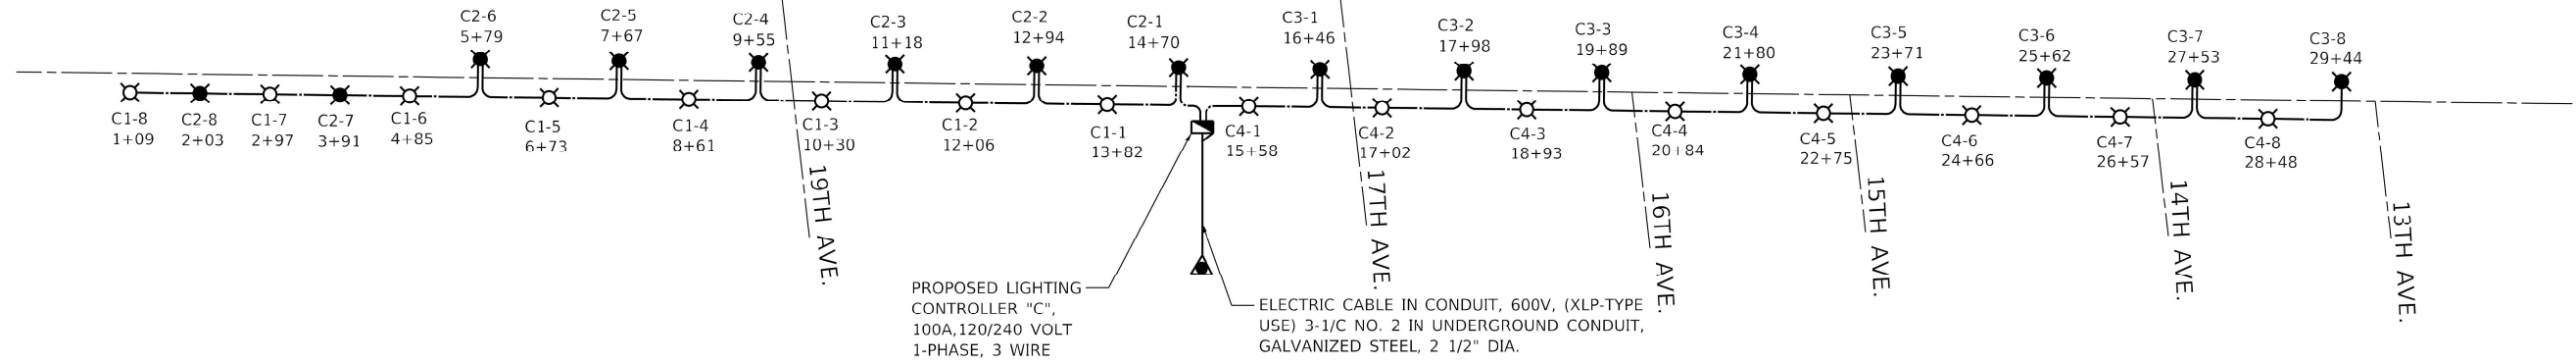 C2-6
5+79
C2-5
7+67
C2-4
9+55
C2-3
11+18
C2-2
12+94
C2-1
14+70
C3-1
16+46
C3-2
17+98
C3-3
19+89
C3-4
21+80
C3-5
23+71
C3-6
25+62
C3-7
27+53
C3-8
29+44
C1-8
1+09
C2-8
2+03
C1-7
2+97
C2-7
3+91
C1-6
4+85
C1-5
6+73
C1-4
8+61
C1-3
10+30
C1-2
12+06
C1-1
13+82
C4-1
15+58
C4-2
17+02
C4-3
18+93
C4-4
20+84
C4-5
22+75
C4-6
24+66
C4-7
26+57
C4-8
28+48
19TH AVE.
17TH AVE.
16TH AVE.
15TH AVE.
14TH AVE.
13TH AVE.
PROPOSED LIGHTING
CONTROLLER "C",
100A,120/240 VOLT
1-PHASE, 3 WIRE
ELECTRIC CABLE IN CONDUIT, 600V, (XLP-TYPE
USE) 3-1/C NO. 2 IN UNDERGROUND CONDUIT,
GALVANIZED STEEL, 2 1/2" DIA.